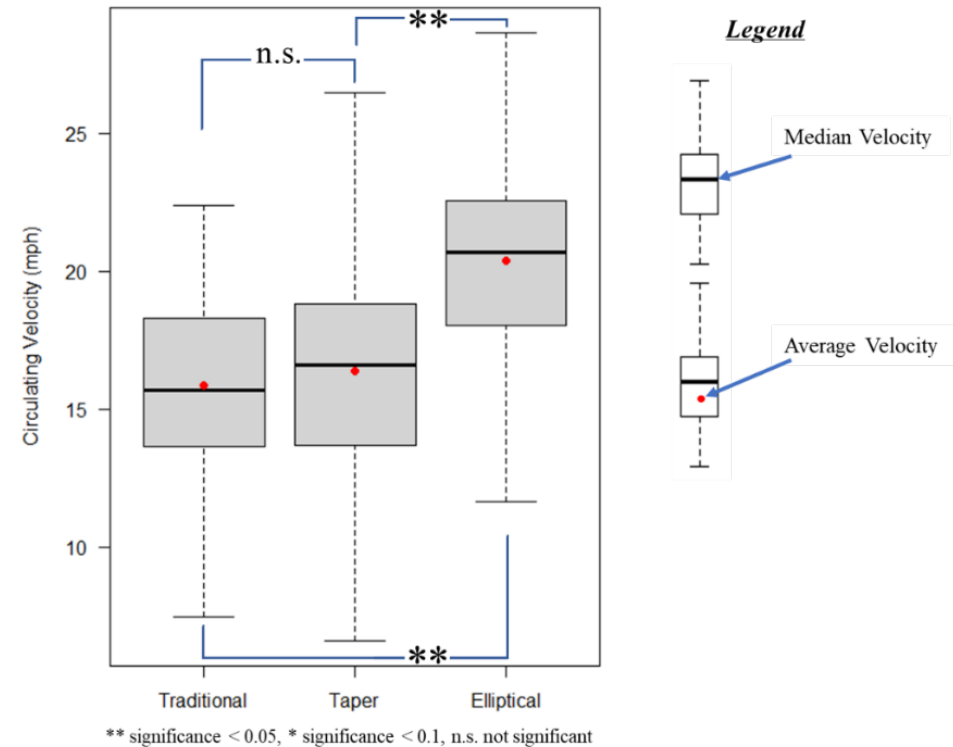 **
n.s.
Legend
25
Median Velocity
20
Circulating Velocity (mph)
Average Velocity
15
10
**
Traditional Taper Elliptical
** significance < 0.05, * significance < 0.1, n.s. not significant